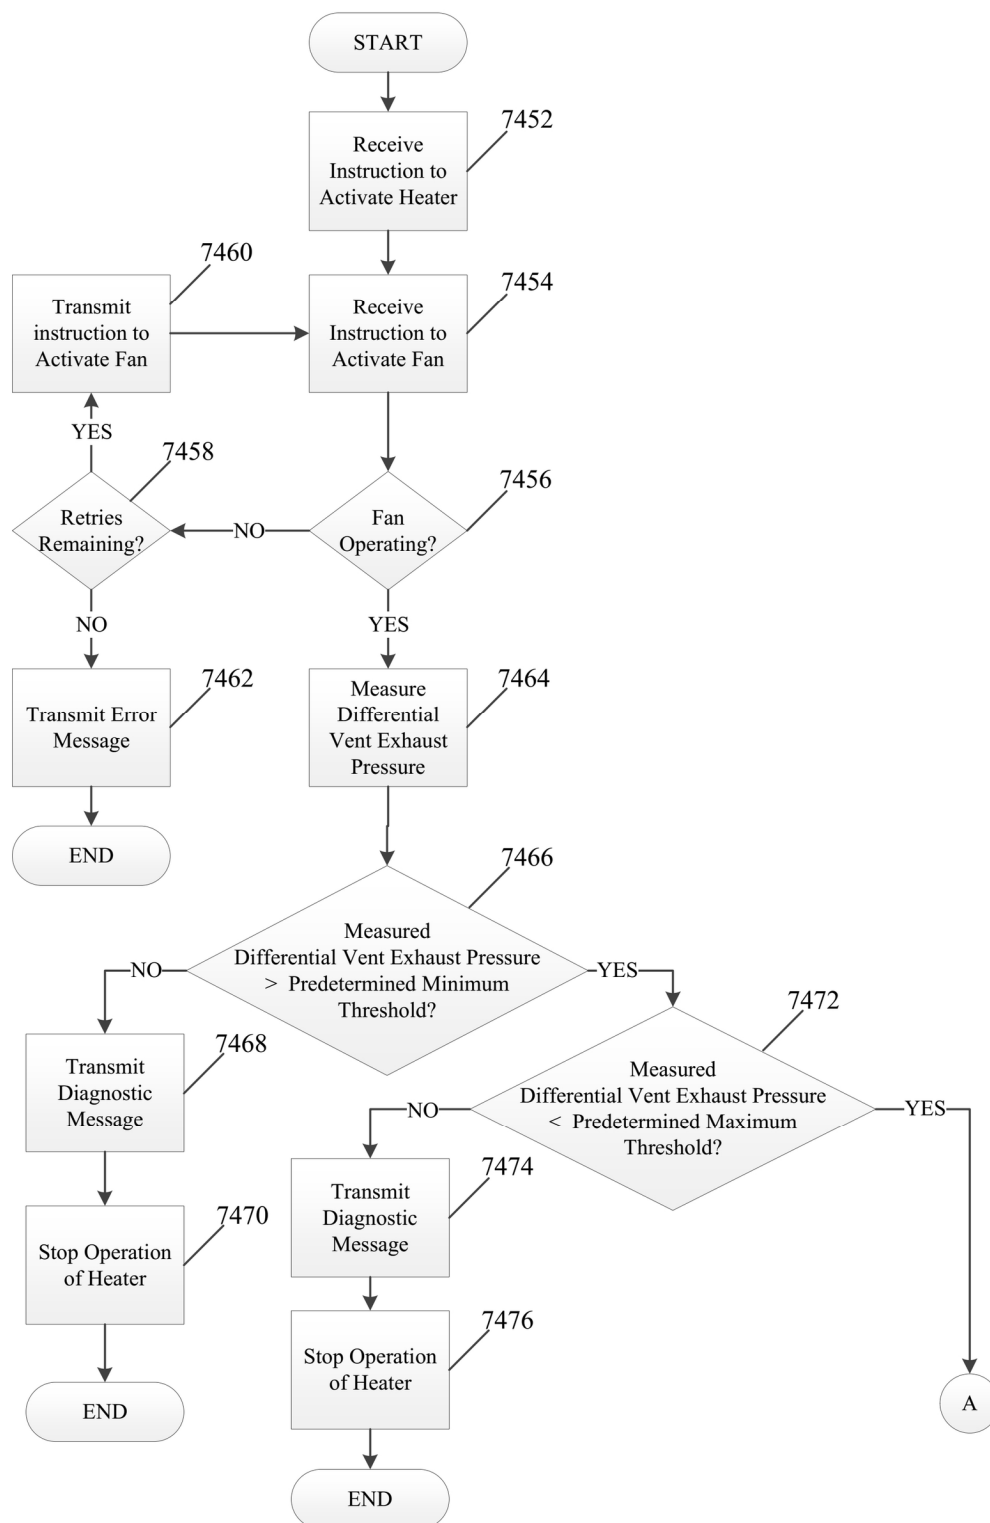 START
7452
Receive
Instruction to
Activate Heater
7460
Transmit
instruction to
Activate Fan
7454
Receive
Instruction to
Activate Fan
YES
7458
Retries
Remaining?
NO
7456
Fan
Operating?
NO
YES
7462
Transmit Error
Message
7464
Measure
Differential
Vent Exhaust
Pressure
END
7466
Measured
Differential Vent Exhaust Pressure
> Predetermined Minimum
Threshold?
NO
YES
7468
Transmit
Diagnostic
Message
7472
Measured
Differential Vent Exhaust Pressure
< Predetermined Maximum
Threshold?
NO
YES
7474
Transmit
Diagnostic
Message
7470
Stop Operation
of Heater
7476
Stop Operation
of Heater
END
A
END